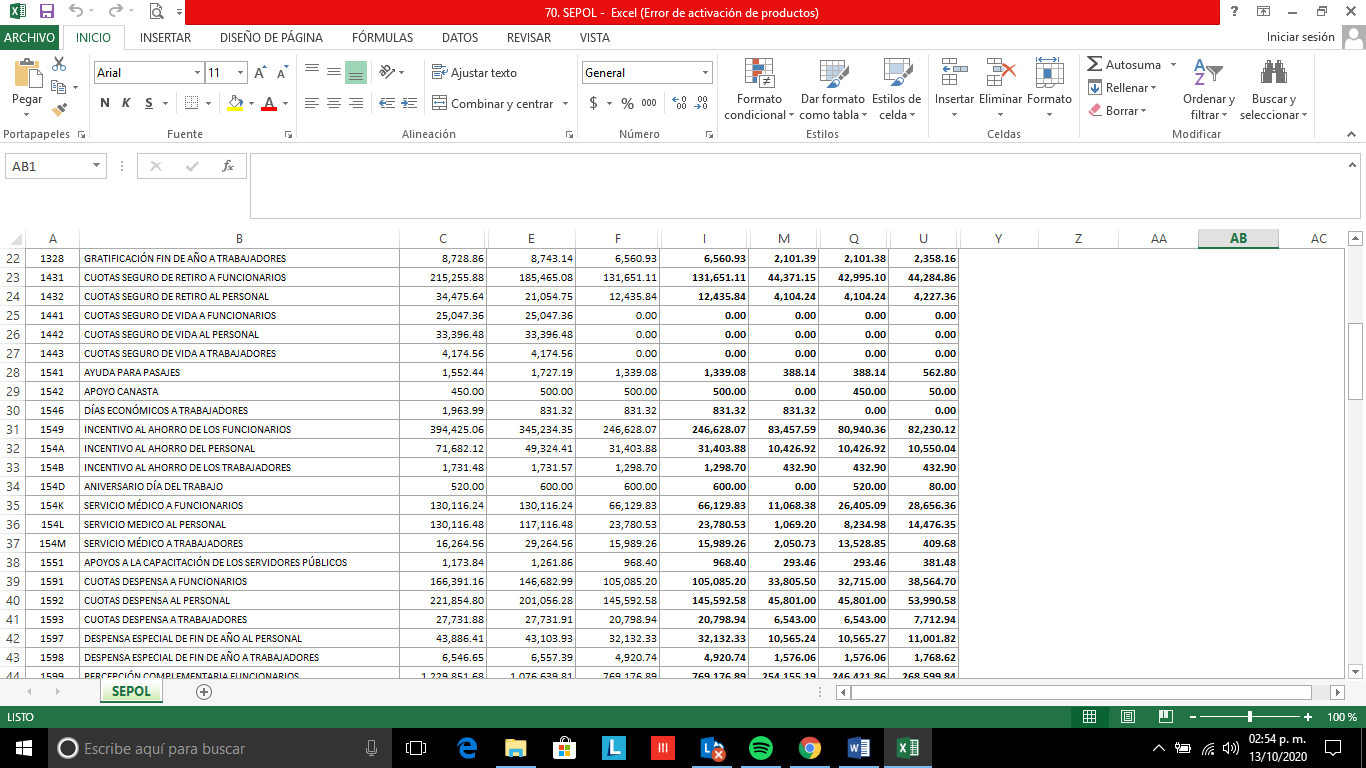 70. SEPOL - Excel (Error de activación de productos)
ARCHIVO INICIO INSERTAR DISEÑO DE PÁGINA FÓRMULAS DATOS REVISAR VISTA Iniciar sesión
Pegar Arial 11 Ajustar texto General Formato condicional Dar formato como tabla Estilos de celda Insertar Eliminar Formato Autosuma Ordenar y filtrar Buscar y seleccionar
N K S Combinar y centrar $ % 000 Rellenar
Borrar
Portapapeles Fuente Alineación Número Estilos Celdas Modificar
AB1 fx
A B C E F I M Q U Y Z AA AB AC
22 1328 GRATIFICACIÓN FIN DE AÑO A TRABAJADORES 8,728.86 8,743.14 6,560.93 6,560.93 2,101.39 2,101.38 2,358.16
23 1431 CUOTAS SEGURO DE RETIRO A FUNCIONARIOS 215,255.88 185,465.08 131,651.11 131,651.11 44,371.15 42,995.10 44,284.86
24 1432 CUOTAS SEGURO DE RETIRO AL PERSONAL 34,475.64 21,054.75 12,435.84 12,435.84 4,104.24 4,104.24 4,227.36
25 1441 CUOTAS SEGURO DE VIDA A FUNCIONARIOS 25,047.36 25,047.36 0.00 0.00 0.00 0.00 0.00
26 1442 CUOTAS SEGURO DE VIDA AL PERSONAL 33,396.48 33,396.48 0.00 0.00 0.00 0.00 0.00
27 1443 CUOTAS SEGURO DE VIDA A TRABAJADORES 4,174.56 4,174.56 0.00 0.00 0.00 0.00 0.00
28 1541 AYUDA PARA PASAJES 1,552.44 1,727.19 1,339.08 1,339.08 388.14 388.14 562.80
29 1542 APOYO CANASTA 450.00 500.00 500.00 500.00 0.00 450.00 50.00
30 1546 DÍAS ECONÓMICOS A TRABAJADORES 1,963.99 831.32 831.32 831.32 831.32 0.00 0.00
31 1549 INCENTIVO AL AHORRO DE LOS FUNCIONARIOS 394,425.06 345,234.35 246,628.07 246,628.07 83,457.59 80,940.36 82,230.12
32 154A INCENTIVO AL AHORRO DEL PERSONAL 71,682.12 49,324.41 31,403.88 31,403.88 10,426.92 10,426.92 10,550.04
33 154B INCENTIVO AL AHORRO DE LOS TRABAJADORES 1,731.48 1,731.57 1,298.70 1,298.70 432.90 432.90 432.90
34 154D ANIVERSARIO DÍA DEL TRABAJO 520.00 600.00 600.00 600.00 0.00 520.00 80.00
35 154K SERVICIO MÉDICO A FUNCIONARIOS 130,116.24 130,116.24 66,129.83 66,129.83 11,068.38 26,405.09 28,656.36
36 154L SERVICIO MEDICO AL PERSONAL 130,116.48 117,116.48 23,780.53 23,780.53 1,069.20 8,234.98 14,476.35
37 154M SERVICIO MÉDICO A TRABAJADORES 16,264.56 29,264.56 15,989.26 15,989.26 2,050.73 13,528.85 409.68
38 1551 APOYOS A LA CAPACITACIÓN DE LOS SERVIDORES PÚBLICOS 1,173.84 1,261.86 968.40 968.40 293.46 293.46 381.48
39 1591 CUOTAS DESPENSA A FUNCIONARIOS 166,391.16 146,682.99 105,085.20 105,085.20 33,805.50 32,715.00 38,564.70
40 1592 CUOTAS DESPENSA AL PERSONAL 221,854.80 201,056.28 145,592.58 145,592.58 45,801.00 45,801.00 53,990.58
41 1593 CUOTAS DESPENSA A TRABAJADORES 27,731.88 27,731.91 20,798.94 20,798.94 6,543.00 6,543.00 7,712.94
42 1597 DESPENSA ESPECIAL DE FIN DE AÑO AL PERSONAL 43,886.41 43,103.93 32,132.33 32,132.33 10,565.24 10,565.27 11,001.82
43 1598 DESPENSA ESPECIAL DE FIN DE AÑO A TRABAJADORES 6,546.65 6,557.39 4,920.74 4,920.74 1,576.06 1,576.06 1,768.62
44 1599 PERCEPCIÓN COMPLEMENTARIA FUNCIONARIOS 1,229,851.68 1,076,639.81 769,176.89 769,176.89 254,155.19 246,421.86 268,599.84
SEPOL
LISTO 100 %
Escribe aquí para buscar 02:54 p. m.
13/10/2020